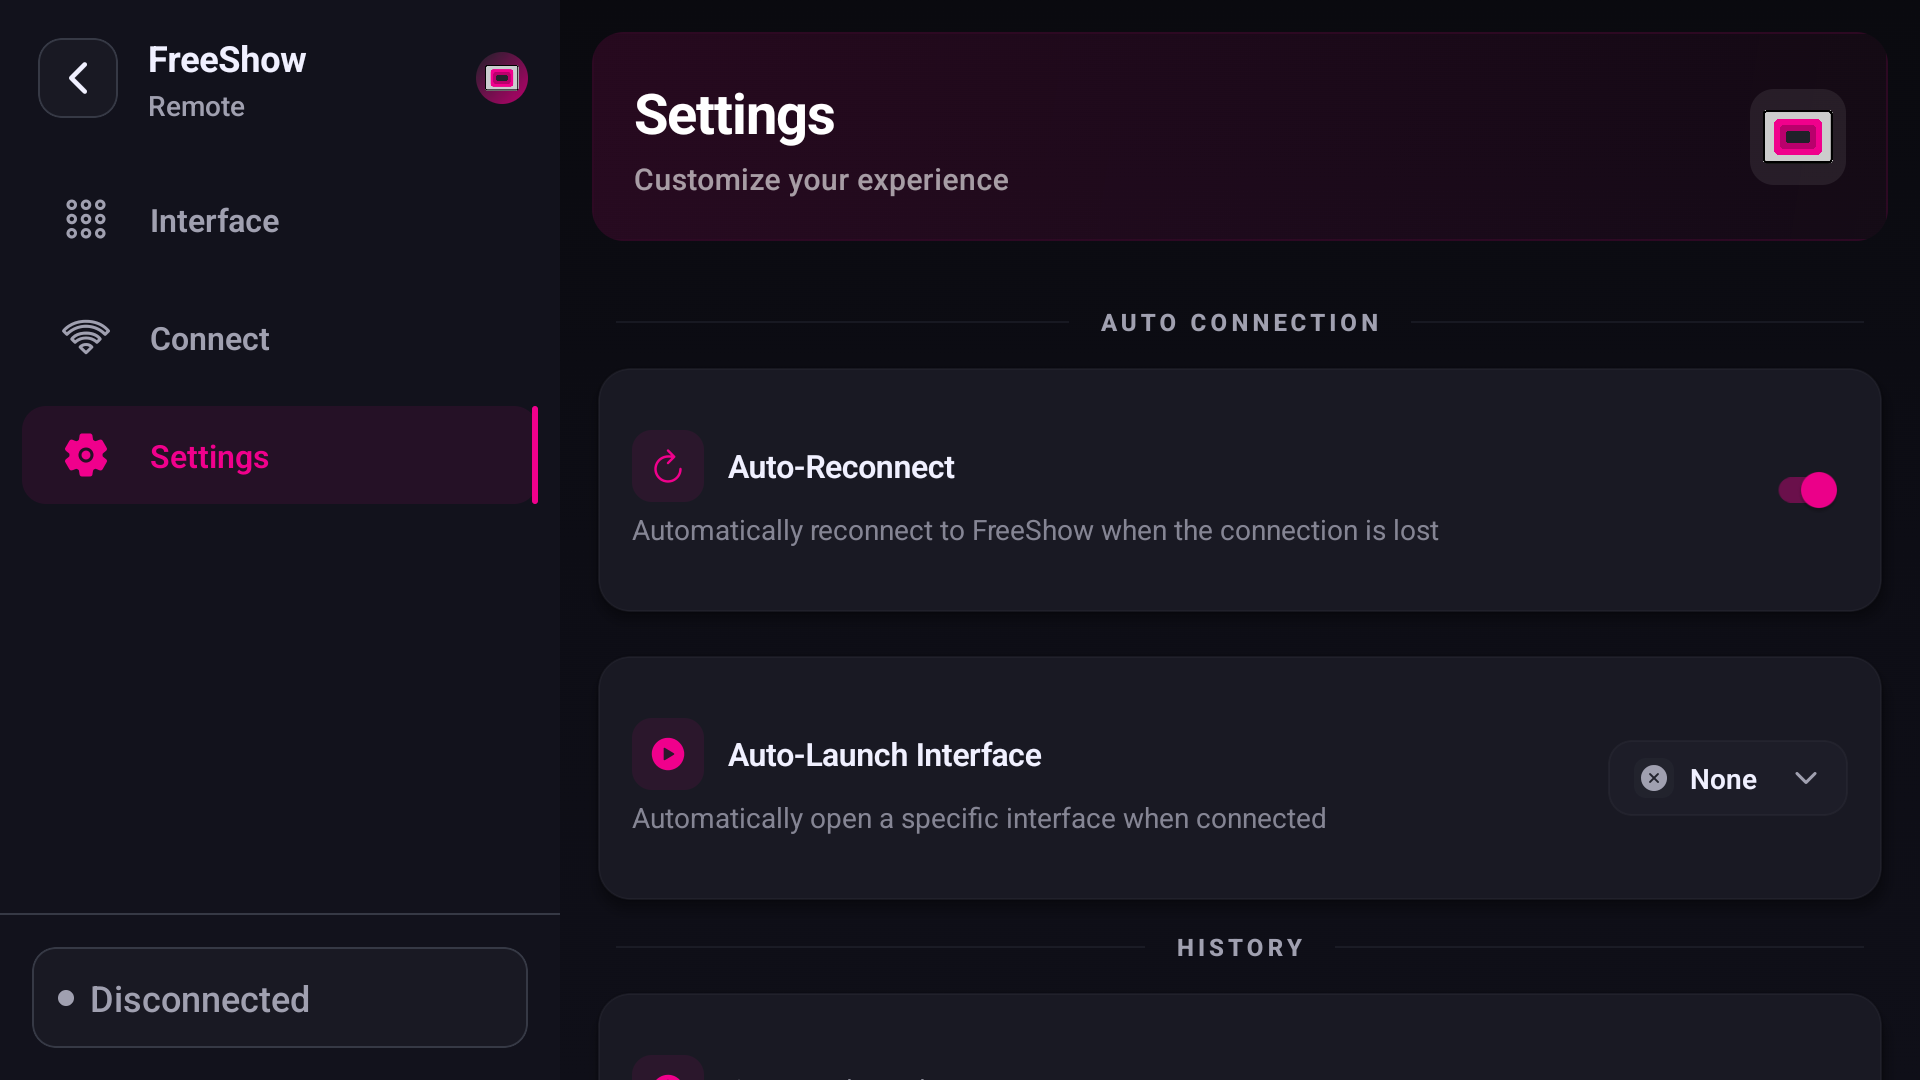 FreeShow
Remote
Interface
Connect
Settings
Disconnected
Settings
Customize your experience
AUTO CONNECTION
Auto-Reconnect
Automatically reconnect to FreeShow when the connection is lost
Auto-Launch Interface
Automatically open a specific interface when connected
None
HISTORY